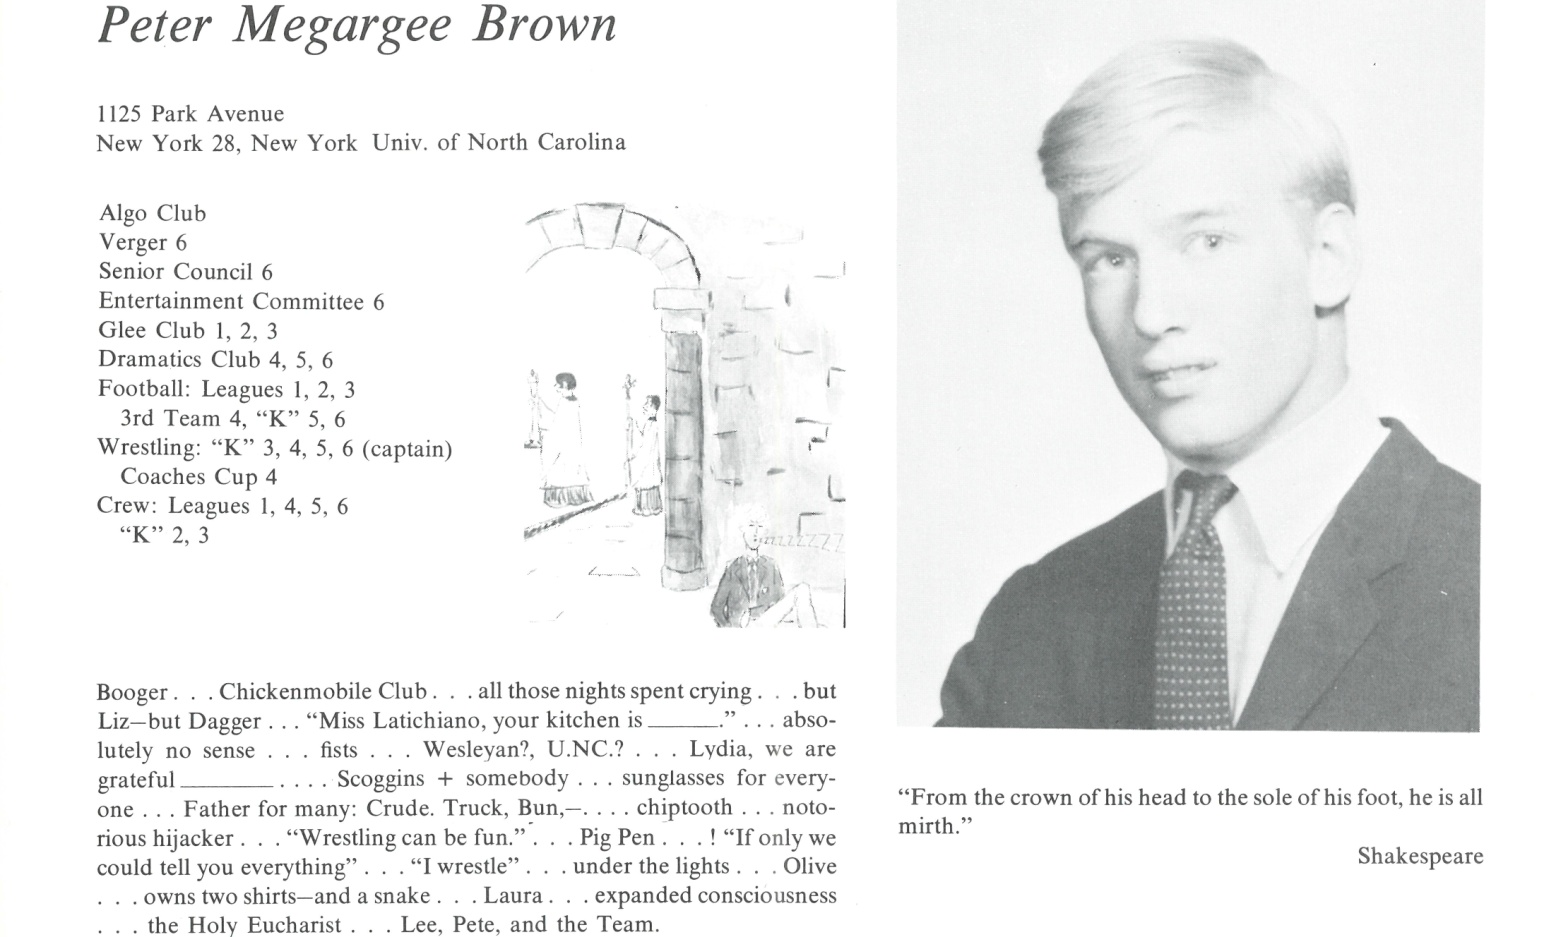 Peter Megargee Brown
1125 Park Avenue
New York 28, New York Univ. of North Carolina
Algo Club
Verger 6
Senior Council 6
Entertainment Committee 6
Glee Club 1, 2, 3
Dramatics Club 4, 5, 6
Football: Leagues 1, 2, 3
3rd Team 4, “K” 5, 6
Wrestling: “K” 3, 4, 5, 6 (captain)
Coaches Cup 4
Crew: Leagues 1, 4, 5, 6
“K” 2, 3
zzzZZZZ
Booger . . . Chickenmobile Club . . . all those nights spent crying . . . but
Liz—but Dagger . . . “Miss Latichiano, your kitchen is ______.” . . . abso-
lutely no sense . . . fists . . . Wesleyan?, U.NC.? . . . Lydia, we are
grateful ________ . . . . Scoggins + somebody . . . sunglasses for every-
one . . . Father for many: Crude. Truck, Bun,—. . . . chiptooth . . . noto-
rious hijacker . . . “Wrestling can be fun.” . . . Pig Pen . . . ! “If only we
could tell you everything” . . . “I wrestle” . . . under the lights . . . Olive
. . . owns two shirts—and a snake . . . Laura . . . expanded consciousness
. . . the Holy Eucharist . . . Lee, Pete, and the Team.
“From the crown of his head to the sole of his foot, he is all
mirth.”
Shakespeare